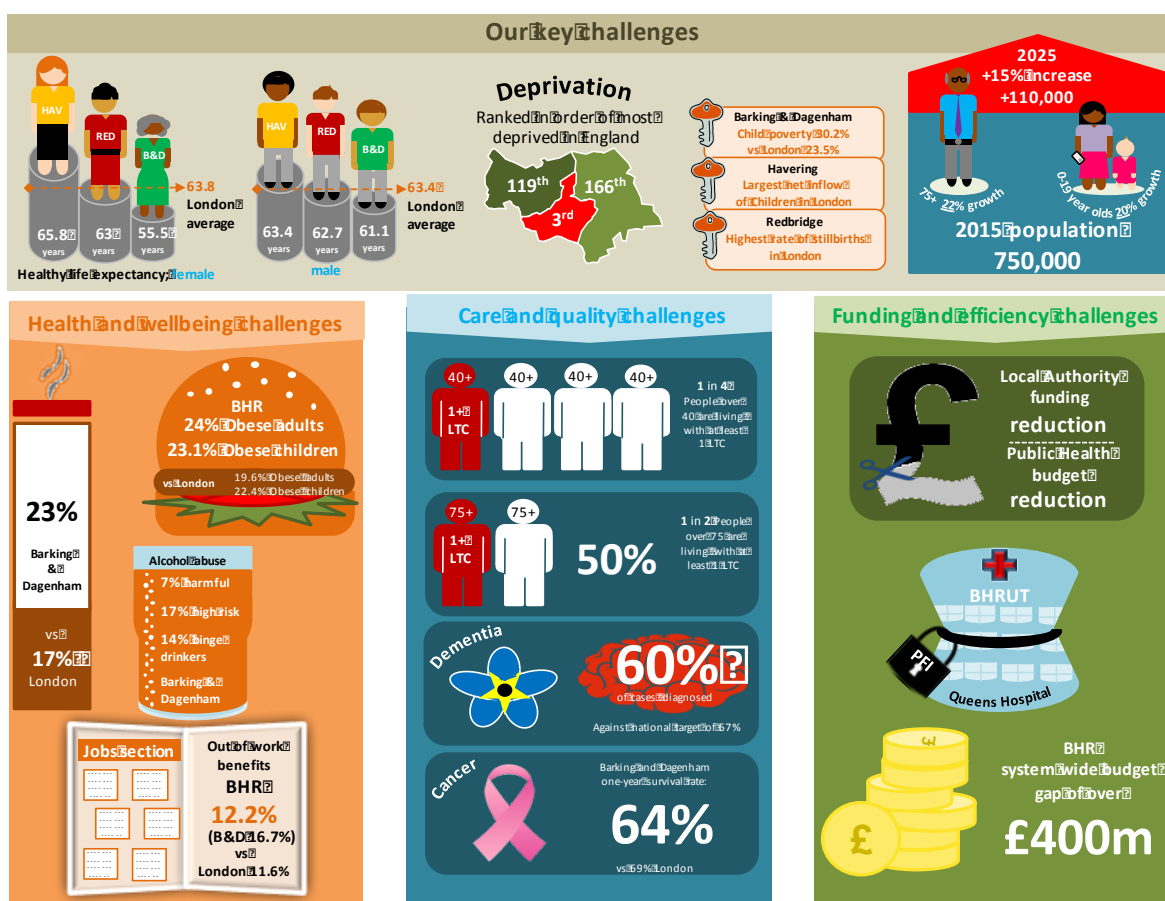 Our key challenges
HAV
RED
B&D
65.8 years
63 years
55.5 years
63.8
London average
Healthy life expectancy; female
HAV
RED
B&D
63.4 years
62.7 years
61.1 years
63.4
London average
male
Deprivation
Ranked in order of most
deprived in England
119th
166th
3rd
Barking & Dagenham
Child poverty 30.2%
vs London 23.5%
Havering
Largest net inflow
of Children in London
Redbridge
Highest rate of stillbirths
in London
2025
+15% increase
+110,000
75+ 22% growth
0-19 year olds 20% growth
2015 population
750,000
Health and wellbeing challenges
23%
Barking
&
Dagenham
vs
17%
London
BHR
24% Obese adults
23.1% Obese children
vs London
19.6% Obese adults
22.4% Obese children
Alcohol abuse
7% harmful
17% high risk
14% binge
drinkers
Barking &
Dagenham
Jobs section
Out of work
benefits
BHR
12.2%
(B&D 16.7%)
vs
London 11.6%
Care and quality challenges
40+
40+
40+
40+
1+
LTC
1 in 4
People over
40 are living
with at least
1 LTC
75+
75+
1+
LTC
50%
1 in 2 People
over 75 are
living with at
least 1 LTC
Dementia
60%
of cases diagnosed
Against national target of 67%
Cancer
Barking and Dagenham
one-year survival rate:
64%
vs 69% London
Funding and efficiency challenges
£
Local Authority
funding
reduction
Public Health
budget
reduction
BHRUT
PFI
Queens Hospital
£
£
BHR
system wide budget
gap of over
£400m